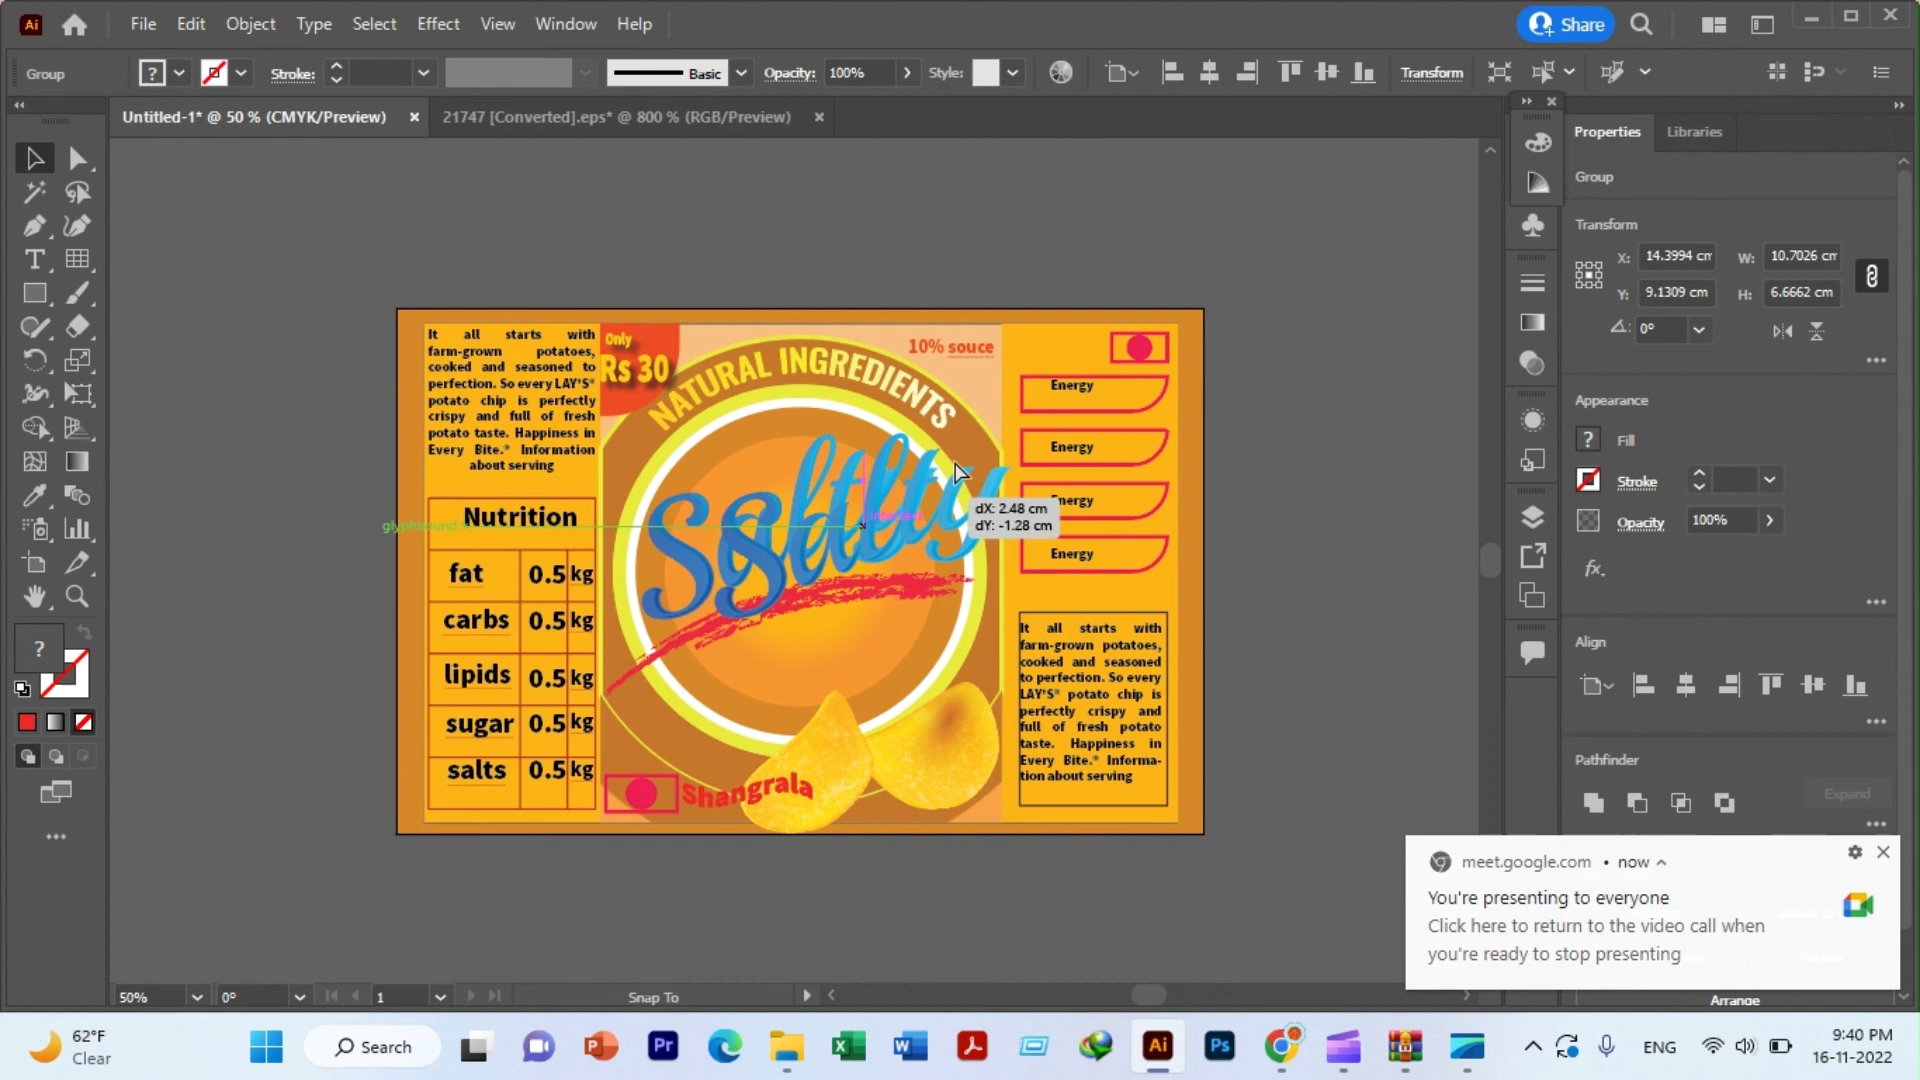 Ai
File Edit Object Type Select Effect View Window Help
Share
Group
?
Stroke:
Basic
Opacity: 100%
Style:
Transform
Untitled-1* @ 50 % (CMYK/Preview) ×
21747 [Converted].eps* @ 800 % (RGB/Preview) ×
Properties Libraries
Group
Transform
X: 14.3994 cm
W: 10.7026 cm
Y: 9.1309 cm
H: 6.6662 cm
0°
Appearance
? Fill
Stroke
Opacity 100%
fx.
Align
Pathfinder
Expand
Arrange
It all starts with
farm-grown potatoes,
cooked and seasoned to
perfection. So every LAY'S®
potato chip is perfectly
crispy and full of fresh
potato taste. Happiness in
Every Bite.® Information
about serving
Nutrition
fat 0.5 kg
carbs 0.5 kg
lipids 0.5 kg
sugar 0.5 kg
salts 0.5 kg
Only
Rs 30
NATURAL INGREDIENTS
10% souce
Salty
dX: 2.48 cm
dY: -1.28 cm
intersect
Shangrala
Energy
Energy
Energy
Energy
It all starts with
farm-grown potatoes,
cooked and seasoned
to perfection. So every
LAY'S® potato chip is
perfectly crispy and
full of fresh potato
taste. Happiness in
Every Bite.® Informa-
tion about serving
?
meet.google.com • now
You're presenting to everyone
Click here to return to the video call when
you're ready to stop presenting
50%
0°
1
Snap To
62°F
Clear
Search
Pr
Ai
Ps
ENG
9:40 PM
16-11-2022